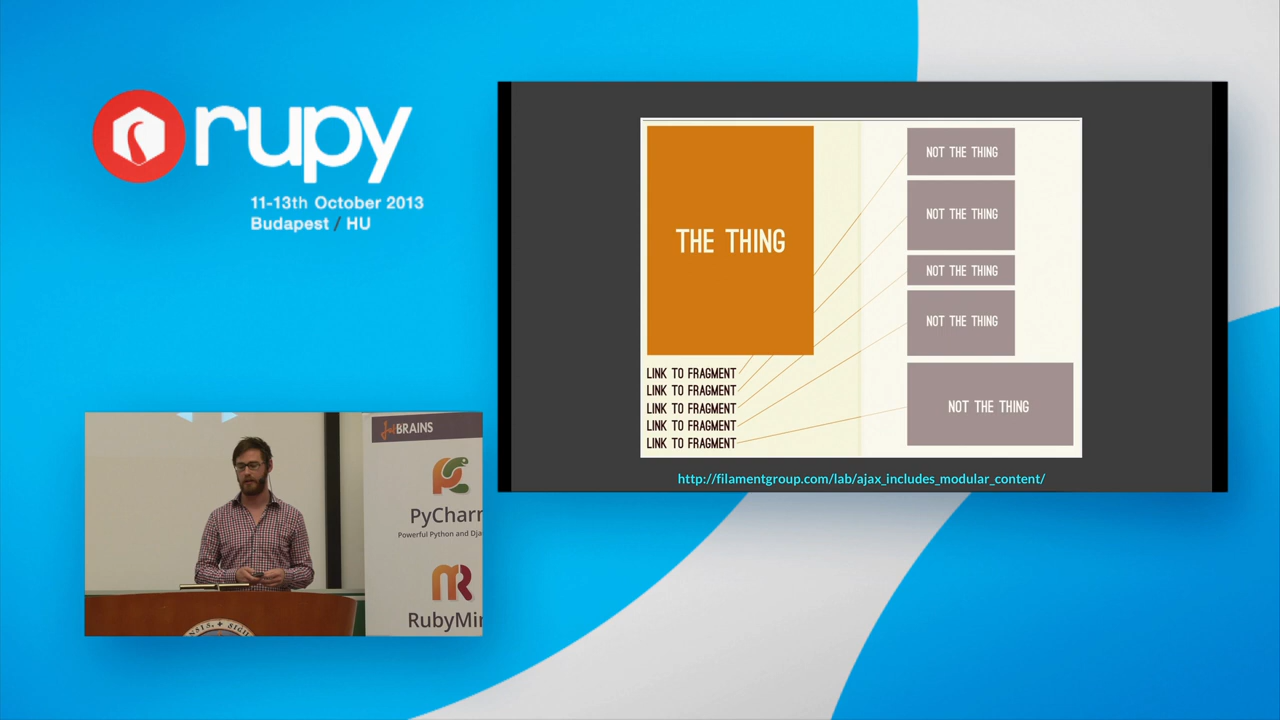 rupy
11-13th October 2013
Budapest / HU
THE THING
NOT THE THING
NOT THE THING
NOT THE THING
NOT THE THING
NOT THE THING
LINK TO FRAGMENT
LINK TO FRAGMENT
LINK TO FRAGMENT
LINK TO FRAGMENT
LINK TO FRAGMENT
http://filamentgroup.com/lab/ajax_includes_modular_content/
JetBRAINS
PyCharm
Powerful Python and Dja
RubyMin